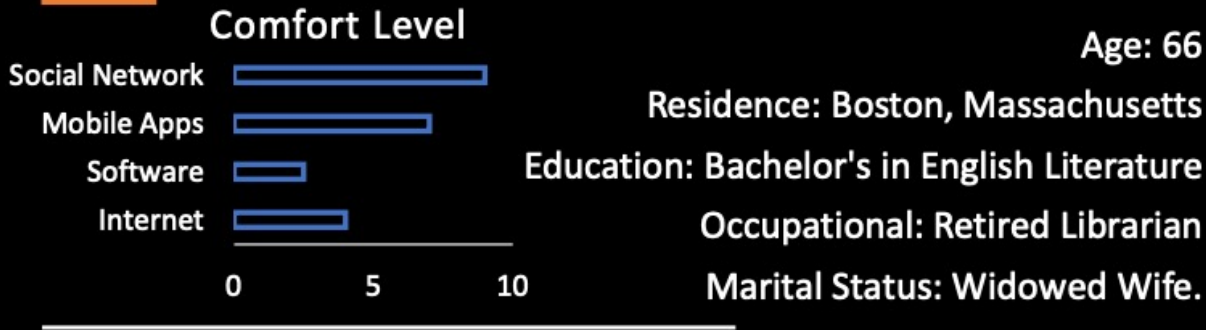 Comfort Level
Social Network
Mobile Apps
Software
Internet
0 5 10
Age: 66
Residence: Boston, Massachusetts
Education: Bachelor's in English Literature
Occupational: Retired Librarian
Marital Status: Widowed Wife.